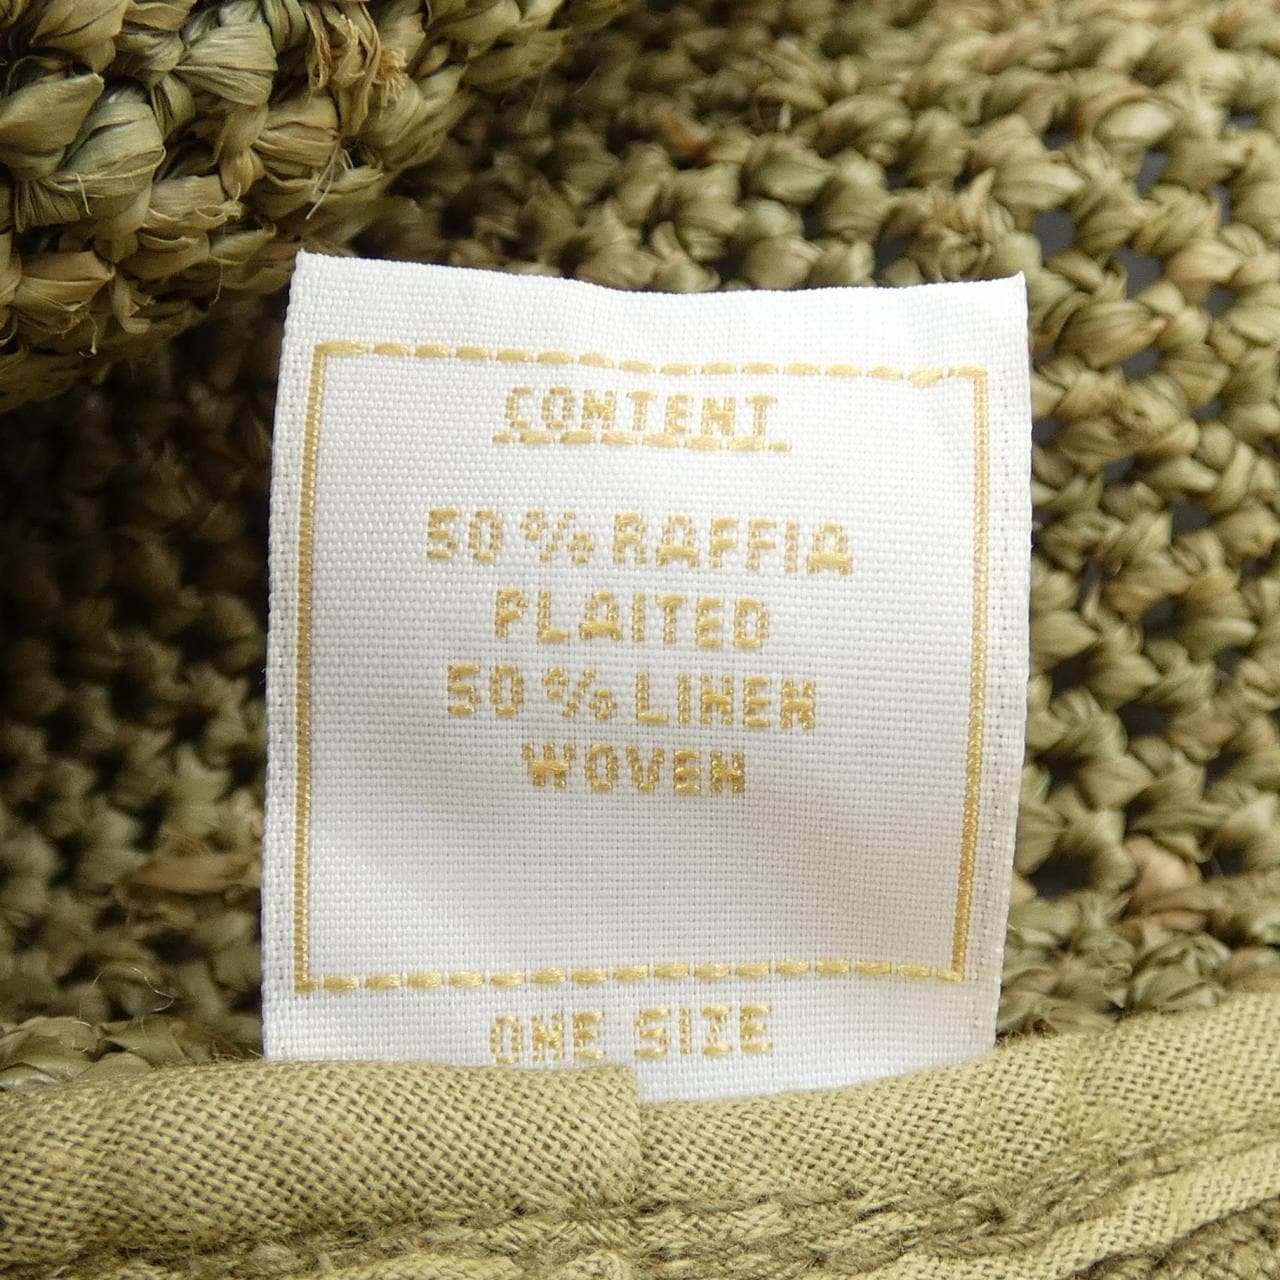 CONTENT
50% RAFFIA
PLAITED
50% LINEN
WOVEN
ONE SIZE